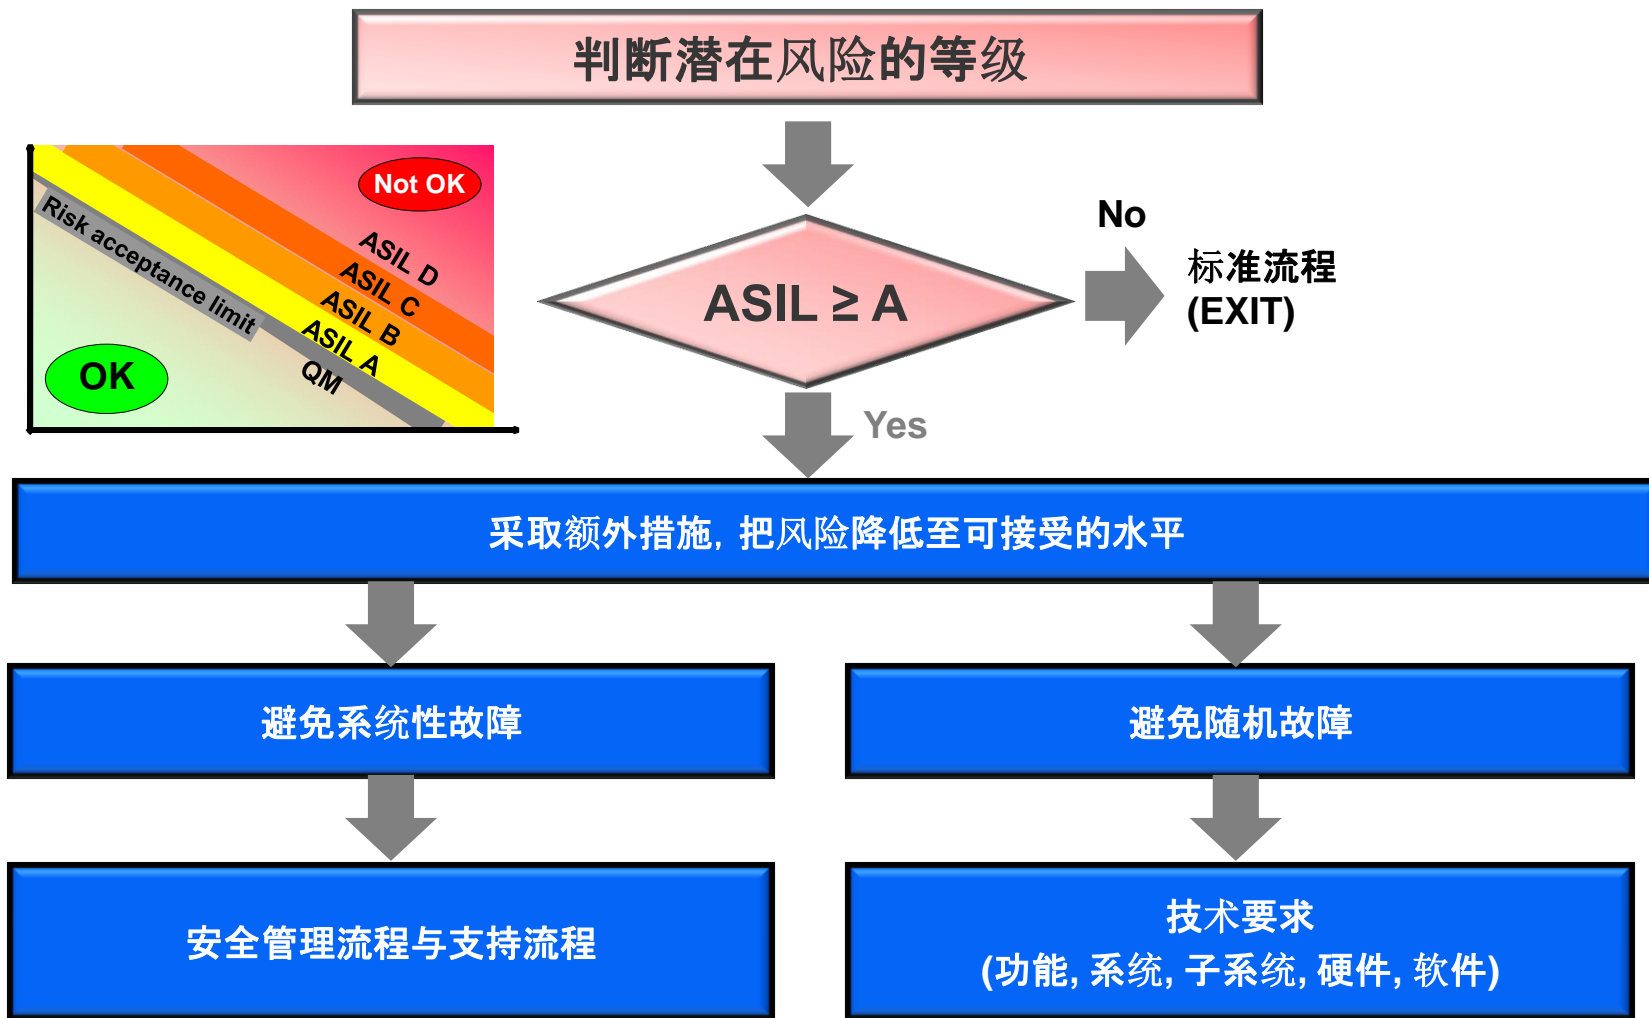 判断潜在风险的等级
Not OK
Risk acceptance limit
ASIL D
ASIL C
ASIL B
ASIL A
QM
OK
ASIL ≥ A
No
标准流程
(EXIT)
Yes
采取额外措施, 把风险降低至可接受的水平
避免系统性故障
避免随机故障
安全管理流程与支持流程
技术要求
(功能, 系统, 子系统, 硬件, 软件)